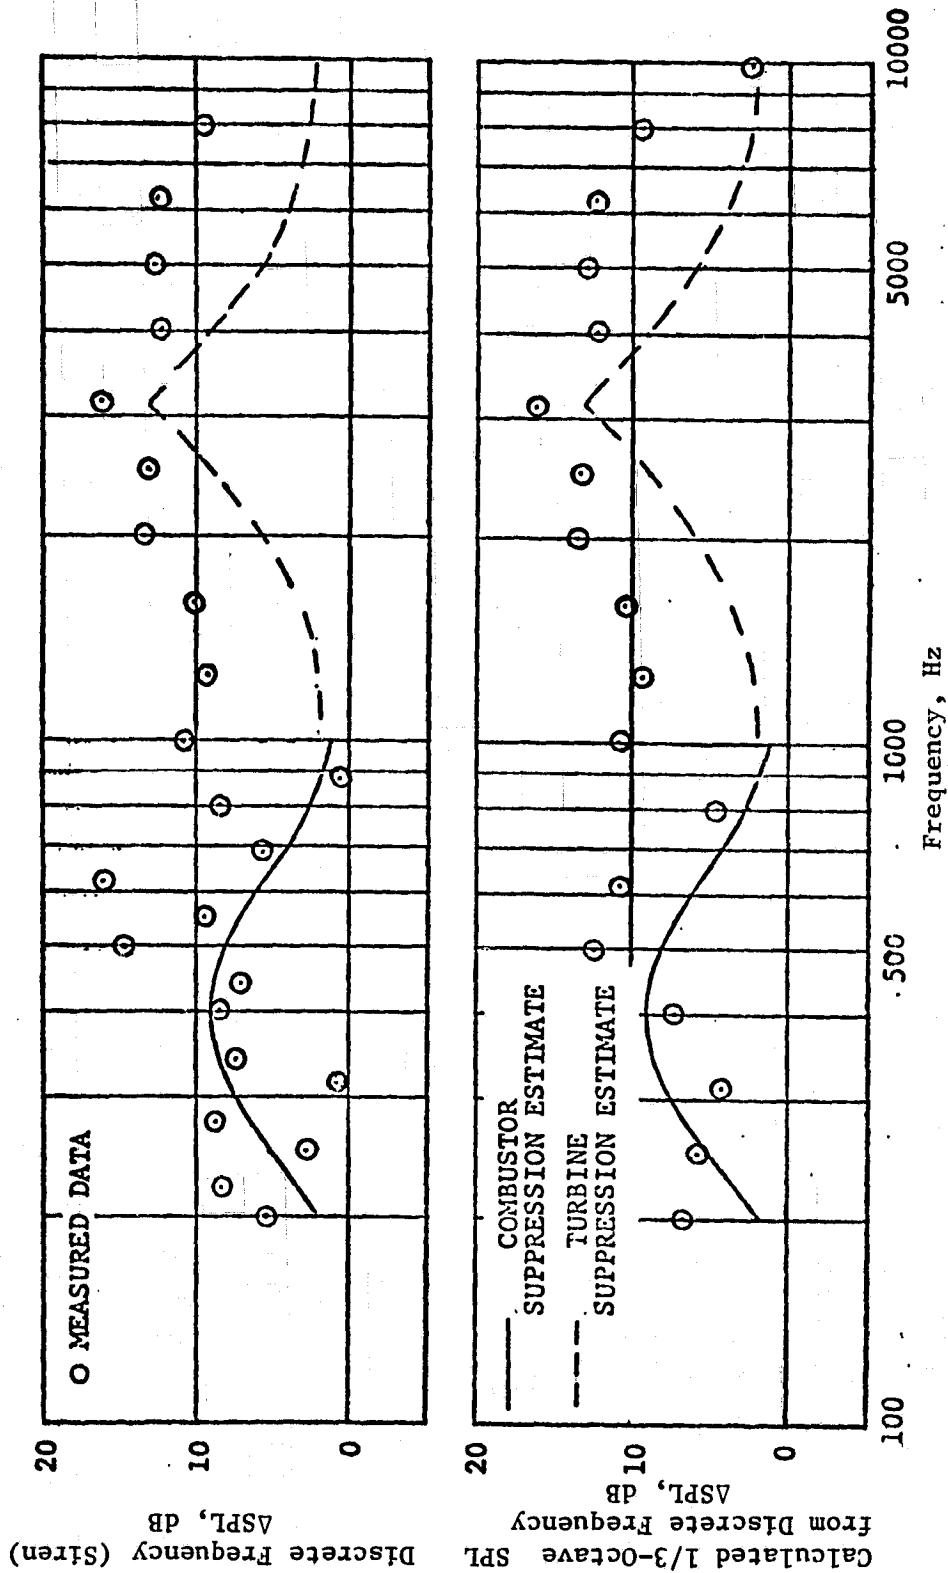 Discrete Frequency (Siren)
ΔSPL, dB
20
10
0
O MEASURED DATA
Calculated 1/3-Octave SPL
from Discrete Frequency
ΔSPL, dB
20
10
0
COMBUSTOR
SUPPRESSION ESTIMATE
TURBINE
SUPPRESSION ESTIMATE
100
500
1000
5000
10000
Frequency, Hz